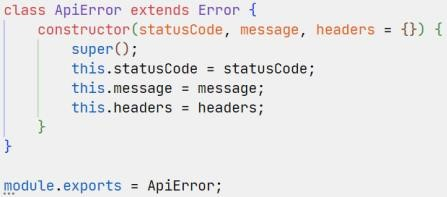 class ApiError extends Error {
    constructor(statusCode, message, headers = {}) {
        super();
        this.statusCode = statusCode;
        this.message = message;
        this.headers = headers;
    }
}

module.exports = ApiError;